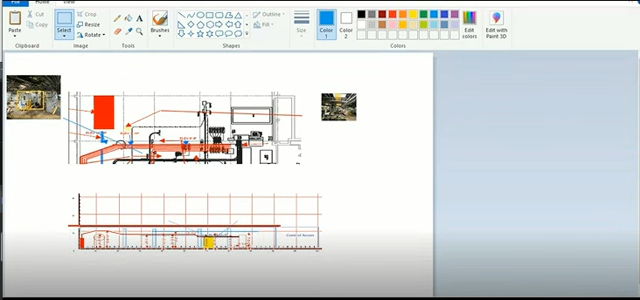 File Home View
Paste Cut Copy
Clipboard
Select Crop Resize Rotate
Image
Tools
Brushes
Outline Fill
Shapes
Color 1 Color 2 Edit colors
Colors
Edit with Paint 3D